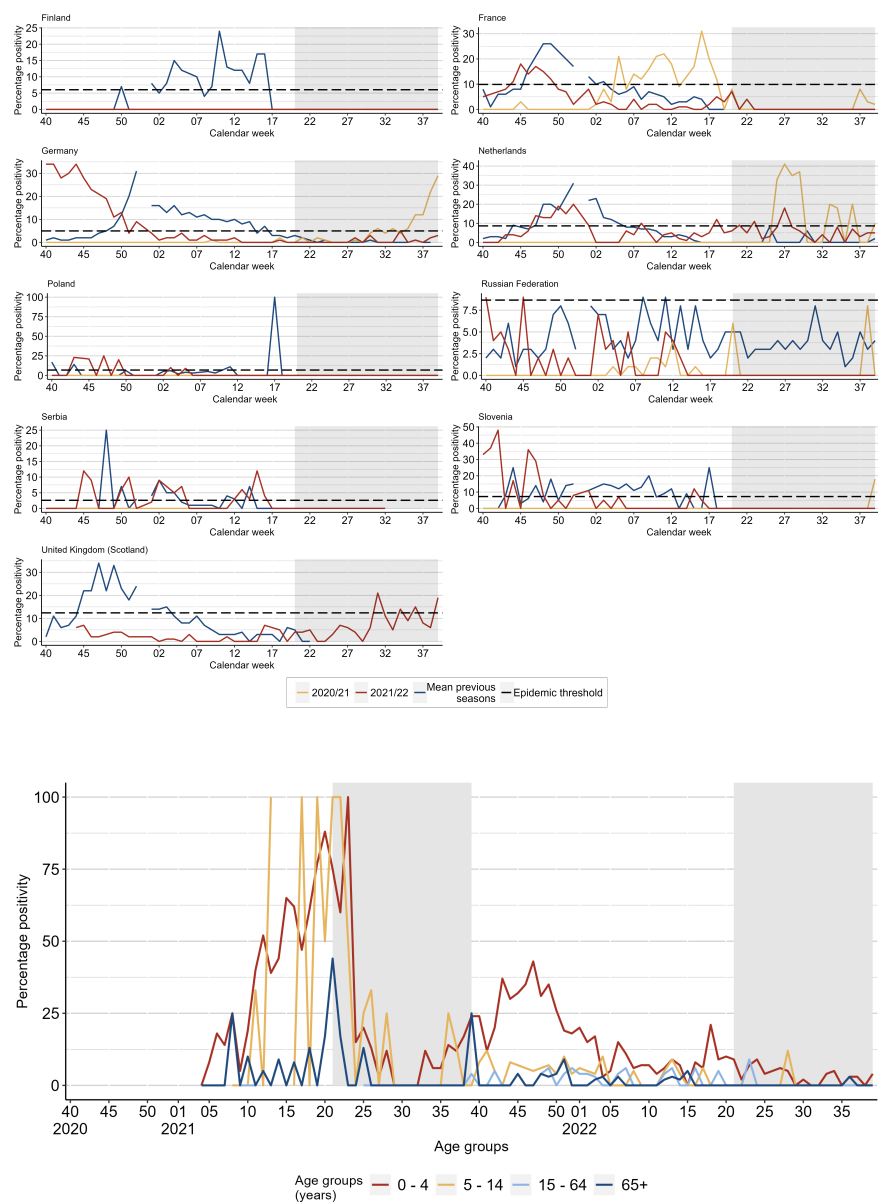 Finland
Percentage positivity
25
20
15
10
5
0
40 45 50 02 07 12 17 22 27 32 37
Calendar week
France
Percentage positivity
30
20
10
0
40 45 50 02 07 12 17 22 27 32 37
Calendar week
Germany
Percentage positivity
30
20
10
0
40 45 50 02 07 12 17 22 27 32 37
Calendar week
Netherlands
Percentage positivity
40
30
20
10
0
40 45 50 02 07 12 17 22 27 32 37
Calendar week
Poland
Percentage positivity
100
75
50
25
0
40 45 50 02 07 12 17 22 27 32 37
Calendar week
Russian Federation
Percentage positivity
7.5
5.0
2.5
0.0
40 45 50 02 07 12 17 22 27 32 37
Calendar week
Serbia
Percentage positivity
25
20
15
10
5
0
40 45 50 02 07 12 17 22 27 32 37
Calendar week
Slovenia
Percentage positivity
50
40
30
20
10
0
40 45 50 02 07 12 17 22 27 32 37
Calendar week
United Kingdom (Scotland)
Percentage positivity
30
20
10
0
40 45 50 02 07 12 17 22 27 32 37
Calendar week
2020/21 2021/22 Mean previous seasons Epidemic threshold
Percentage positivity
100
75
50
25
0
40 45 50 01 05 10 15 20 25 30 35 40 45 50 01 05 10 15 20 25 30 35
2020 2021 2022
Age groups
Age groups
(years)
0 - 4 5 - 14 15 - 64 65+